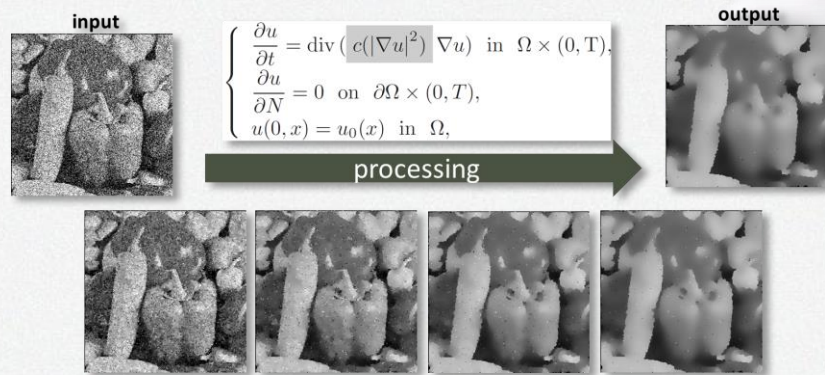 input
output
∂u/∂t = div ( c(|∇u|²) ∇u) in Ω × (0, T),
∂u/∂N = 0 on ∂Ω × (0, T),
u(0, x) = u₀(x) in Ω,
processing